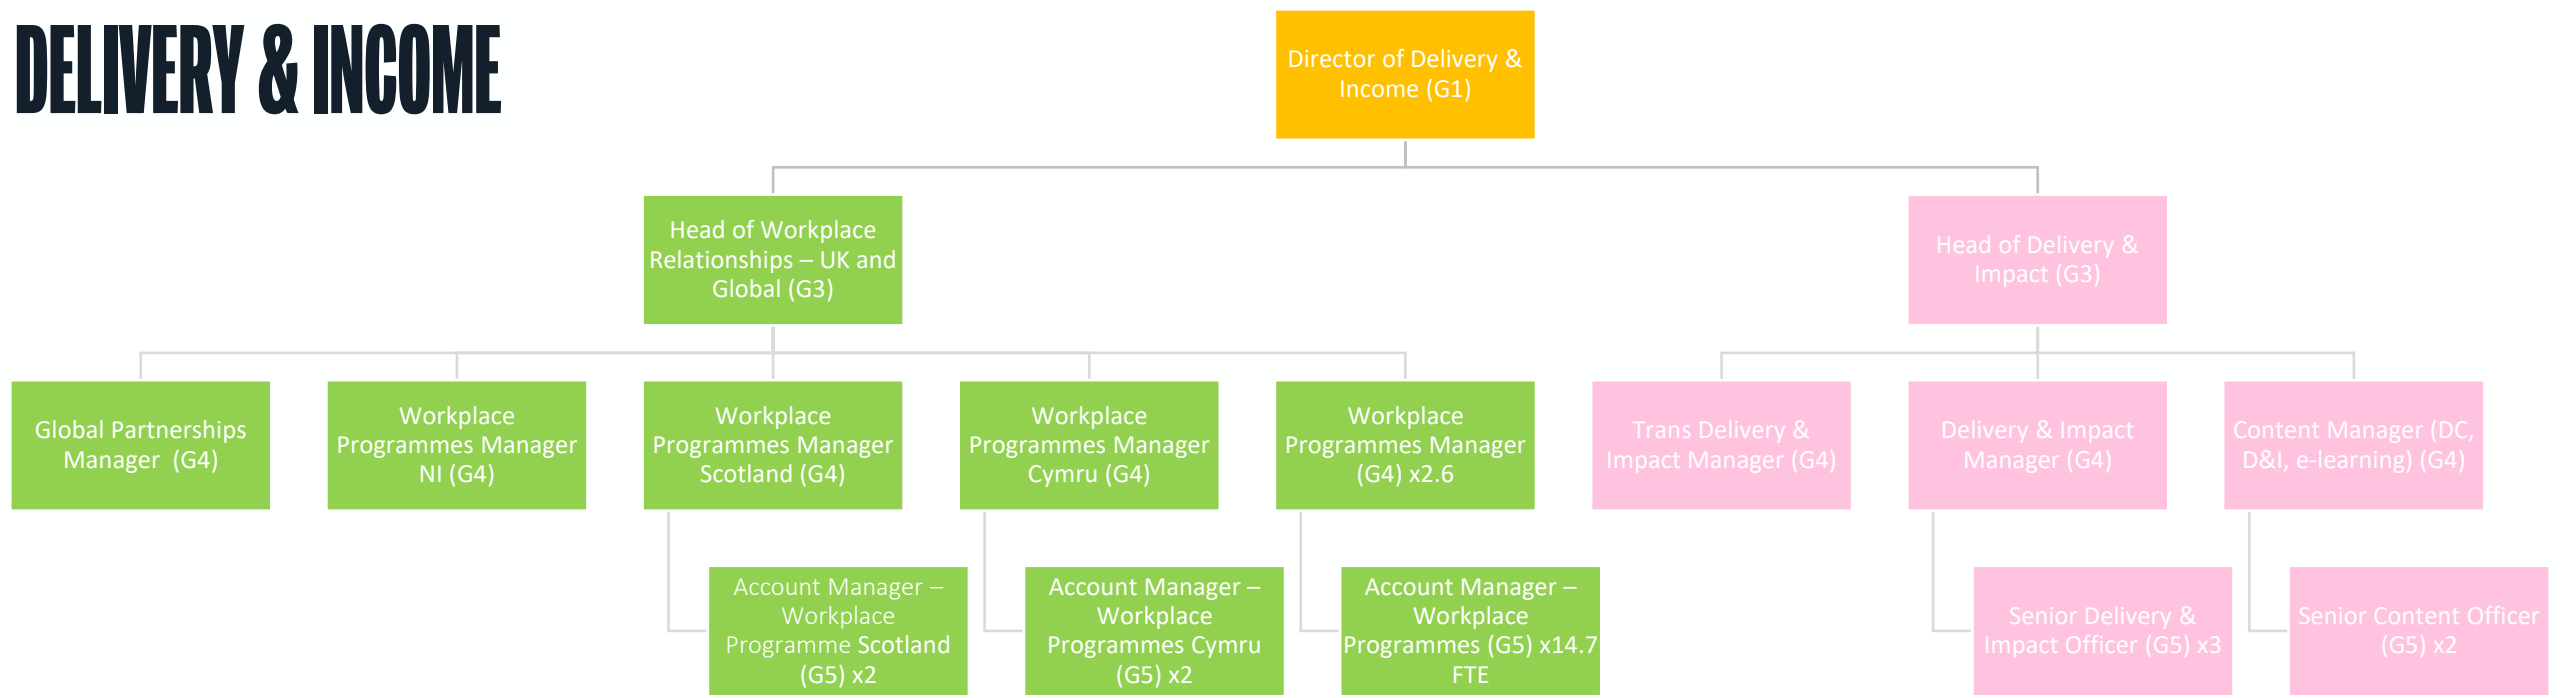 DELIVERY & INCOME
Director of Delivery &
Income (G1)
Head of Workplace
Relationships – UK and
Global (G3)
Head of Delivery &
Impact (G3)
Global Partnerships
Manager (G4)
Workplace
Programmes Manager
NI (G4)
Workplace
Programmes Manager
Scotland (G4)
Workplace
Programmes Manager
Cymru (G4)
Workplace
Programmes Manager
(G4) x2.6
Trans Delivery &
Impact Manager (G4)
Delivery & Impact
Manager (G4)
Content Manager (DC,
D&I, e-learning) (G4)
Account Manager –
Workplace
Programme Scotland
(G5) x2
Account Manager –
Workplace
Programmes Cymru
(G5) x2
Account Manager –
Workplace
Programmes (G5) x14.7
FTE
Senior Delivery &
Impact Officer (G5) x3
Senior Content Officer
(G5) x2